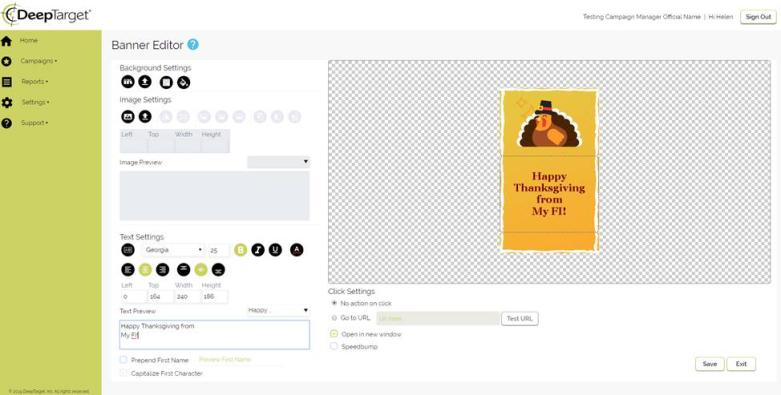 DeepTarget®
Testing Campaign Manager Official Name | Hi Helen
Sign Out
Home
Campaigns
Reports
Settings
Support
Banner Editor ?
Background Settings
Image Settings
Left Top Width Height
Image Preview
Text Settings
Georgia 25 B I U A
Left Top Width Height
0 164 240 186
Text Preview Happy ...
Happy Thanksgiving from
My FI!
Prepend First Name Preview First Name
Capitalize First Character
Happy
Thanksgiving
from
My FI!
Click Settings
No action on click
Go to URL Test URL
Open in new window
Speedbump
Save Exit